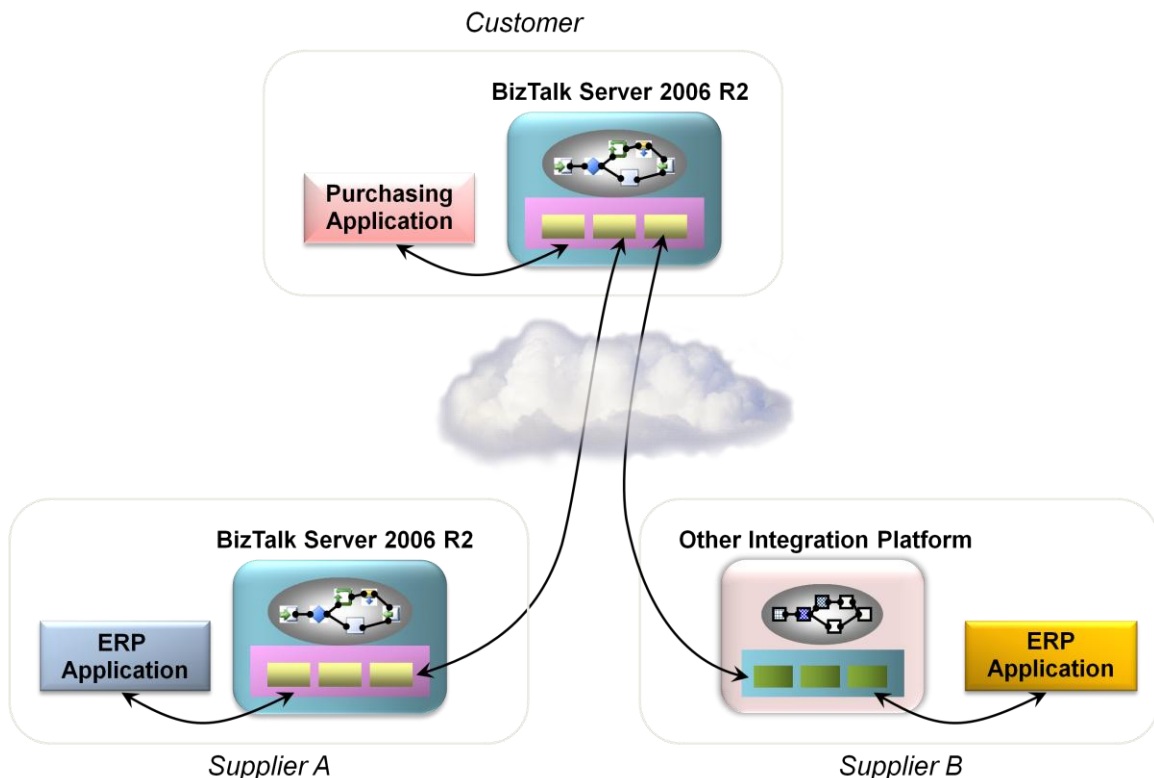 Customer
BizTalk Server 2006 R2
Purchasing
Application
BizTalk Server 2006 R2
ERP
Application
Supplier A
Other Integration Platform
ERP
Application
Supplier B